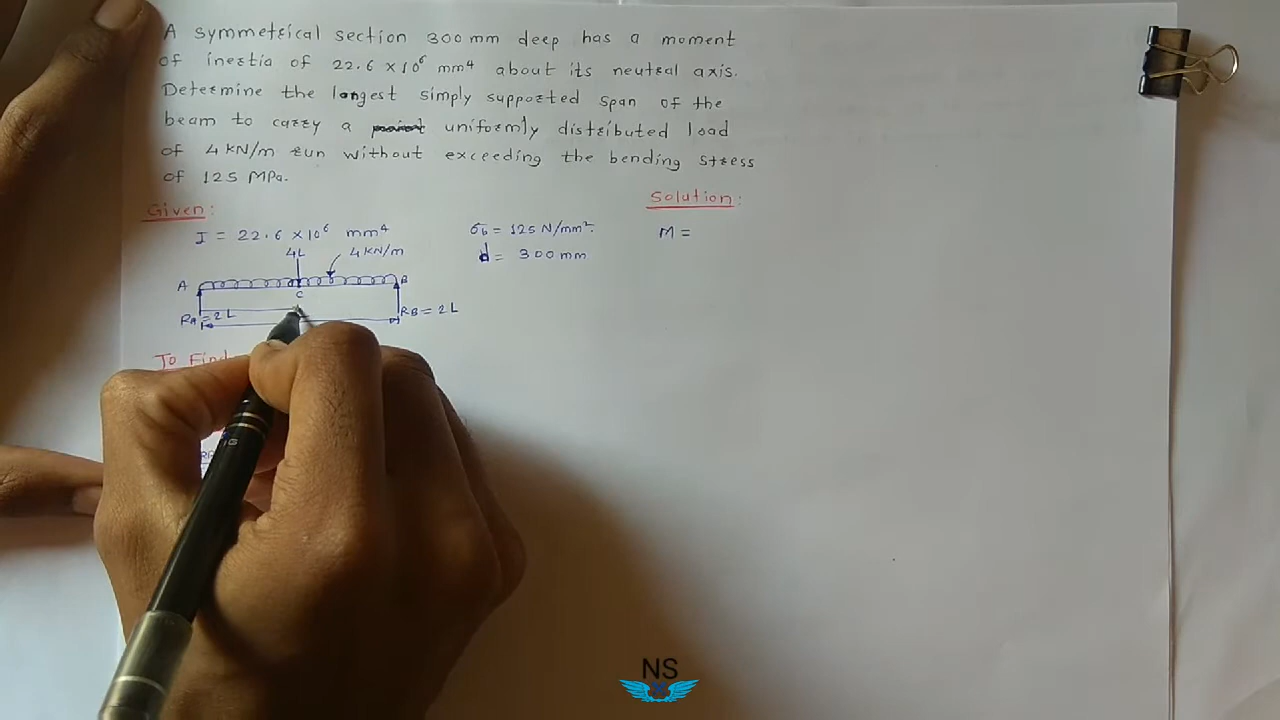 A symmetrical section 300 mm deep has a moment
of inertia of 22.6 ×10⁶ mm⁴ about its neutral axis.
Determine the longest simply supported span of the
beam to carry a uniformly distributed load
of 4 KN/m run without exceeding the bending stress
of 125 MPa.
Given:
I = 22.6 ×10⁶ mm⁴
4L
4 KN/m
A
B
C
RA = 2L
RB = 2L
σb = 125 N/mm².
d = 300 mm
To Find
Solution:
M =
NS